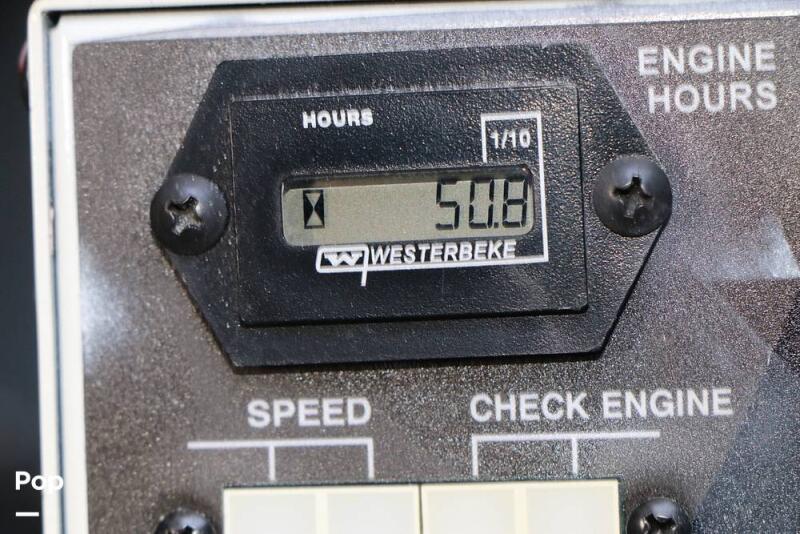 ENGINE
HOURS
HOURS
1/10
50.8
WESTERBEKE
SPEED
CHECK ENGINE
Pop